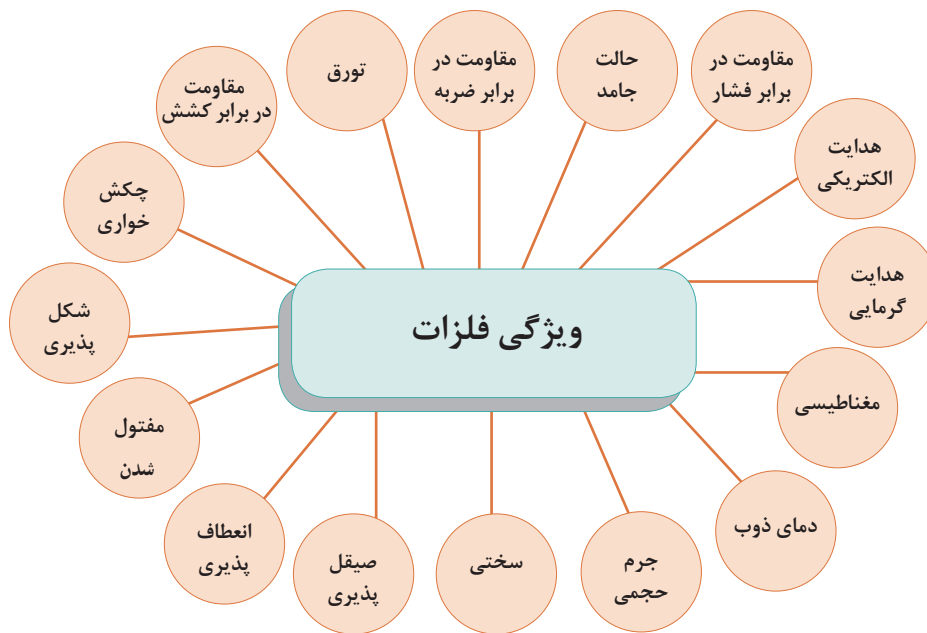 ویژگی فلزات
مقاومت در
برابر فشار
حالت
جامد
مقاومت در
برابر ضربه
تورق
مقاومت
در برابر کشش
چکش
خواری
شکل
پذیری
مفتول
شدن
انعطاف
پذیری
صیقل
پذیری
سختی
جرم
حجمی
دمای ذوب
مغناطیسی
هدایت
گرمایی
هدایت
الکتریکی